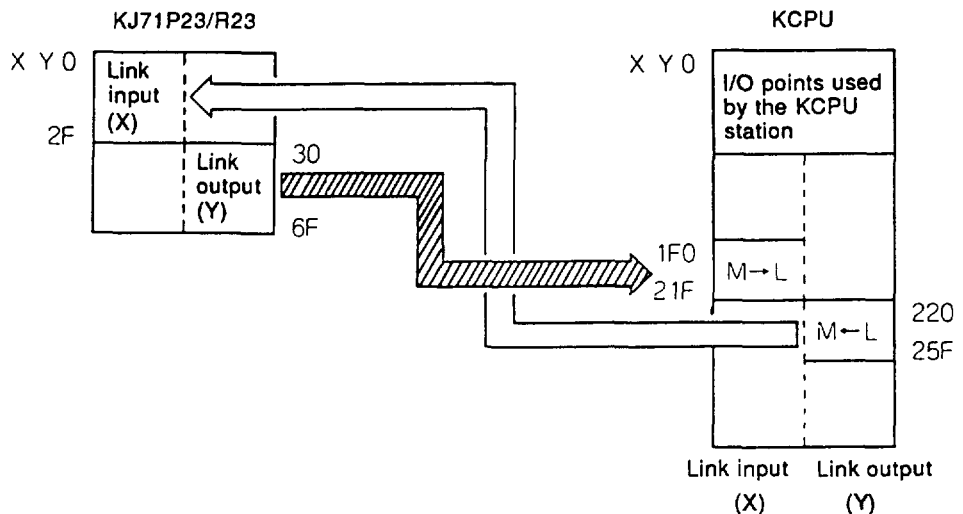 KJ71P23/R23
KCPU
X Y 0
Link
input
(X)
2F
Link
output
(Y)
30
6F
X Y 0
I/O points used
by the KCPU
station
1F0
21F
M→L
M←L
220
25F
Link input
(X)
Link output
(Y)